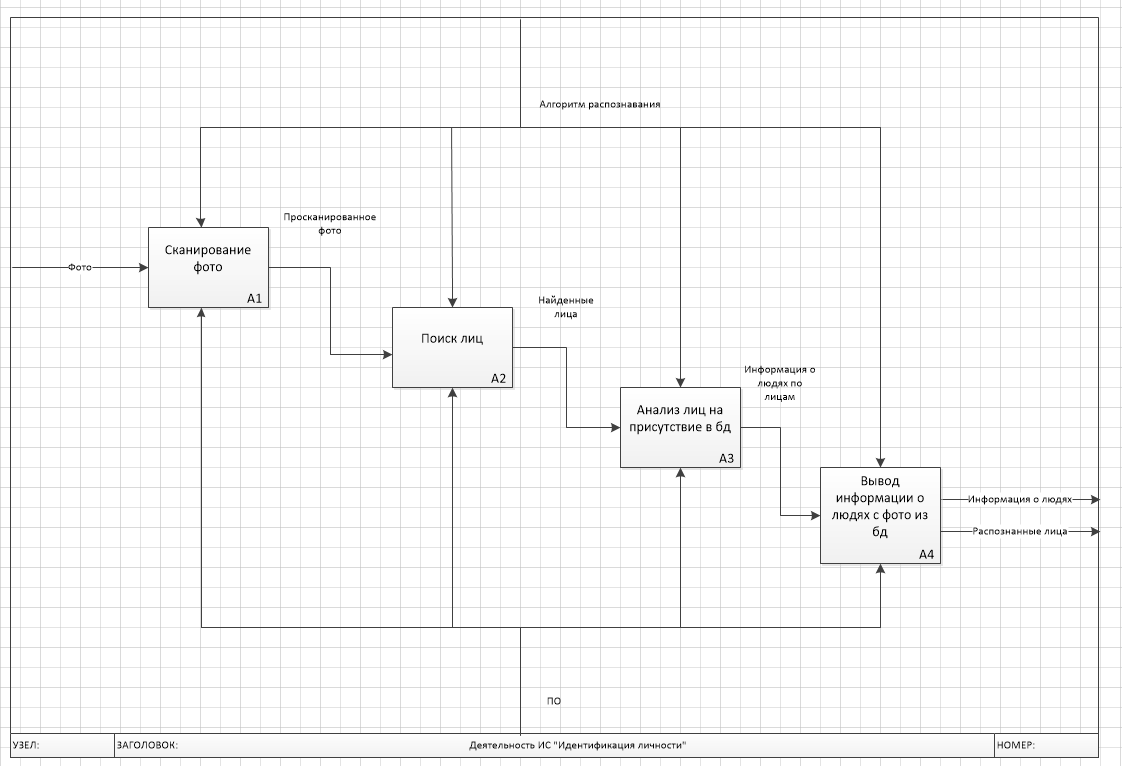 Алгоритм распознавания
Просканированное
фото
Фото
Сканирование
фото
A1
Найденные
лица
Поиск лиц
A2
Информация о
людях по
лицам
Анализ лиц на
присутствие в бд
A3
Вывод
информации о
людях с фото из
бд
A4
Информация о людях
Распознанные лица
ПО
УЗЕЛ:
ЗАГОЛОВОК:
Деятельность ИС "Идентификация личности"
НОМЕР: